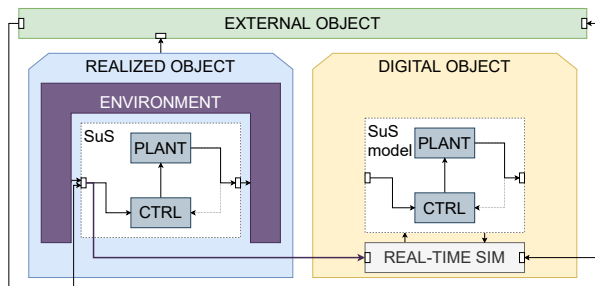 EXTERNAL OBJECT
REALIZED OBJECT
DIGITAL OBJECT
ENVIRONMENT
SuS
PLANT
CTRL
SuS
model
PLANT
CTRL
REAL-TIME SIM